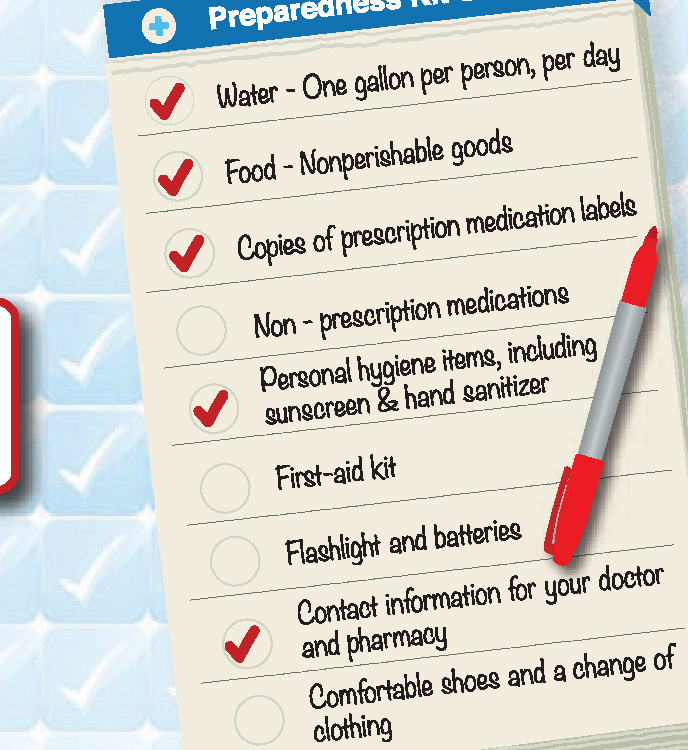 Preparedness Kit
Water - One gallon per person, per day
Food - Nonperishable goods
Copies of prescription medication labels
Non - prescription medications
Personal hygiene items, including
sunscreen & hand sanitizer
First-aid kit
Flashlight and batteries
Contact information for your doctor
and pharmacy
Comfortable shoes and a change of
clothing